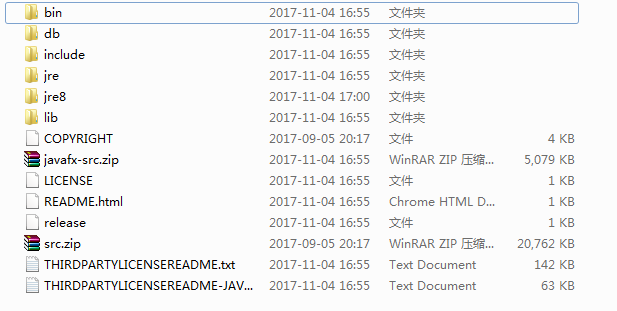 bin 2017-11-04 16:55 文件夹
db 2017-11-04 16:55 文件夹
include 2017-11-04 16:55 文件夹
jre 2017-11-04 16:55 文件夹
jre8 2017-11-04 17:00 文件夹
lib 2017-11-04 16:55 文件夹
COPYRIGHT 2017-09-05 20:17 文件 4 KB
javafx-src.zip 2017-11-04 16:55 WinRAR ZIP 压缩... 5,079 KB
LICENSE 2017-11-04 16:55 文件 1 KB
README.html 2017-11-04 16:55 Chrome HTML D... 1 KB
release 2017-11-04 16:55 文件 1 KB
src.zip 2017-09-05 20:17 WinRAR ZIP 压缩... 20,762 KB
THIRDPARTYLICENSEREADME.txt 2017-11-04 16:55 Text Document 142 KB
THIRDPARTYLICENSEREADME-JAV... 2017-11-04 16:55 Text Document 63 KB